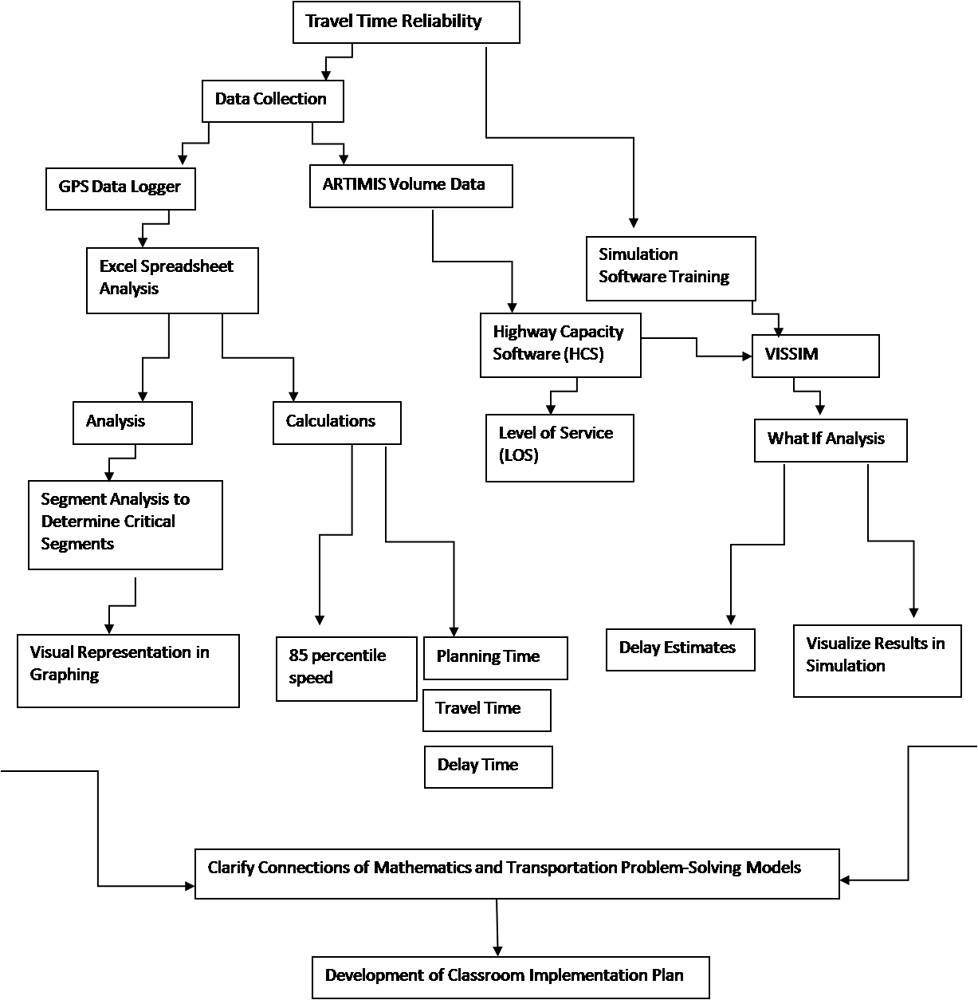 Travel Time Reliability
Data Collection
GPS Data Logger
ARTIMIS Volume Data
Excel Spreadsheet
Analysis
Simulation
Software Training
Highway Capacity
Software (HCS)
VISSIM
Analysis
Calculations
Level of Service
(LOS)
What If Analysis
Segment Analysis to
Determine Critical
Segments
Visual Representation in
Graphing
85 percentile
speed
Planning Time
Travel Time
Delay Time
Delay Estimates
Visualize Results in
Simulation
Clarify Connections of Mathematics and Transportation Problem-Solving Models
Development of Classroom Implementation Plan